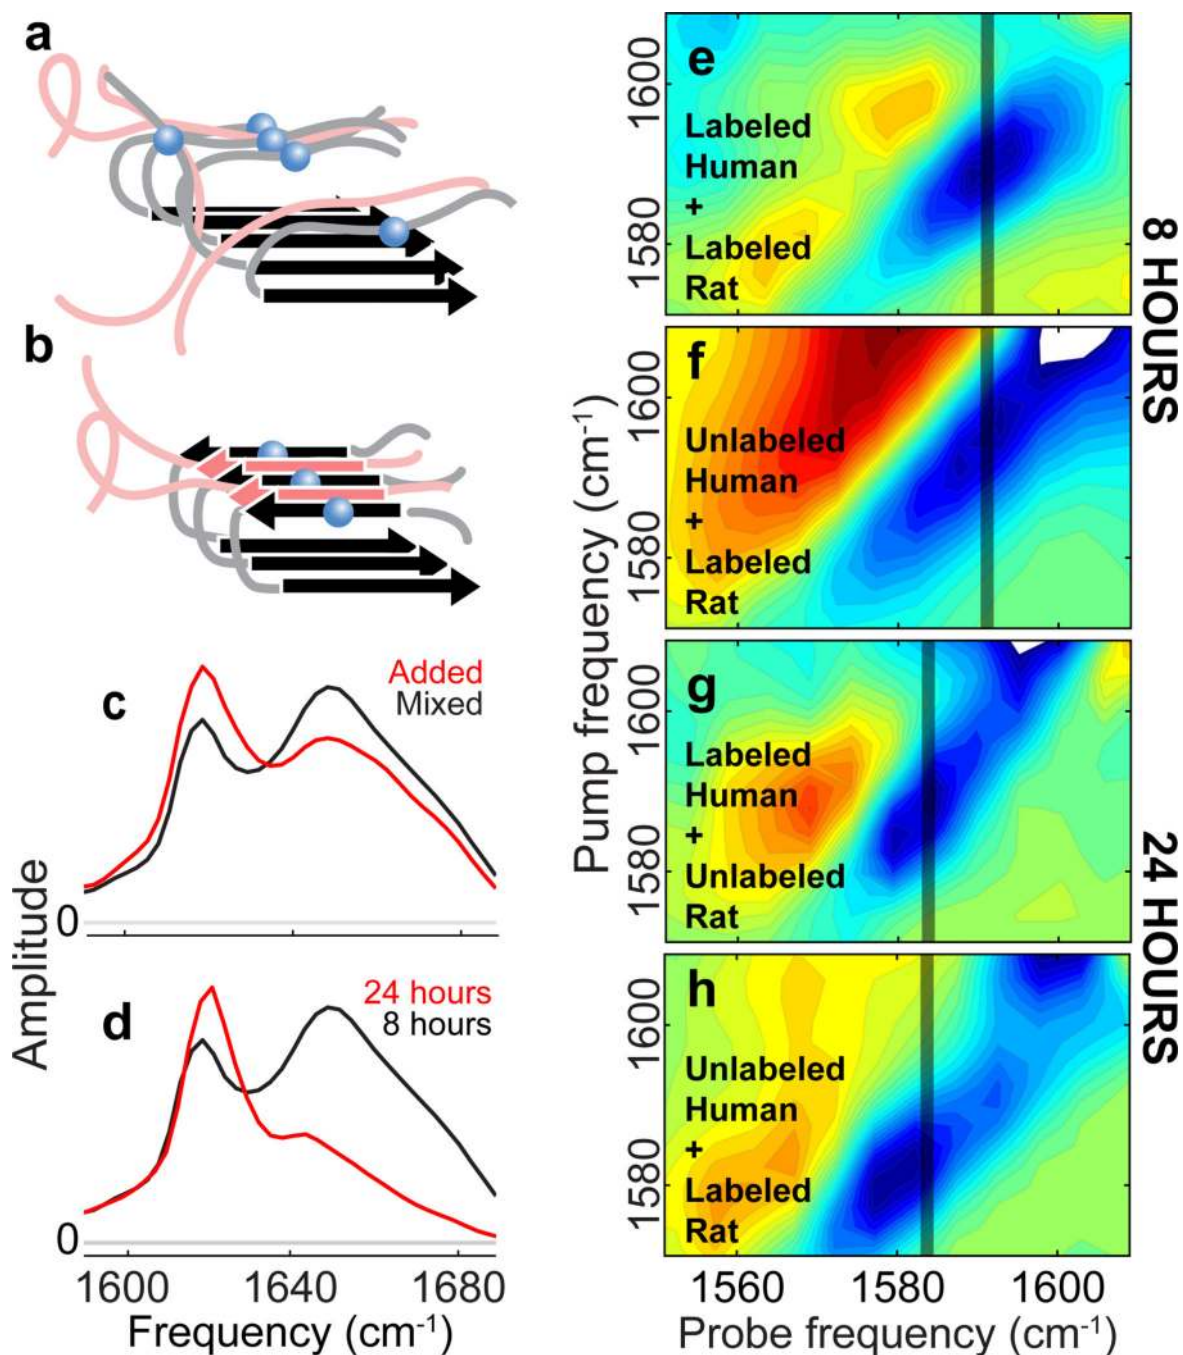 a
b
c
Added
Mixed
0
d
24 hours
8 hours
0
1600
1640
1680
Amplitude
Frequency (cm-1)
e
Labeled
Human
+
Labeled
Rat
1600
1580
f
Unlabeled
Human
+
Labeled
Rat
1600
1580
8 HOURS
g
Labeled
Human
+
Unlabeled
Rat
1600
1580
h
Unlabeled
Human
+
Labeled
Rat
1600
1580
24 HOURS
Pump frequency (cm-1)
1560
1580
1600
Probe frequency (cm-1)